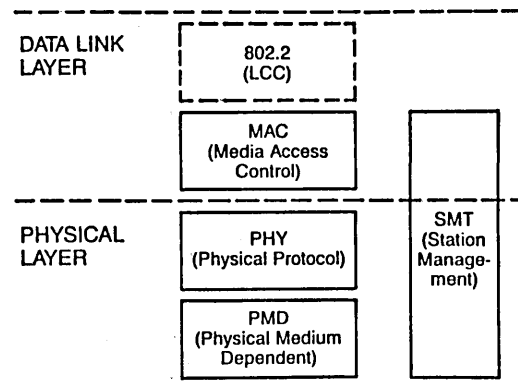 DATA LINK
LAYER
802.2
(LCC)
MAC
(Media Access
Control)
PHYSICAL
LAYER
PHY
(Physical Protocol)
PMD
(Physical Medium
Dependent)
SMT
(Station
Manage-
ment)